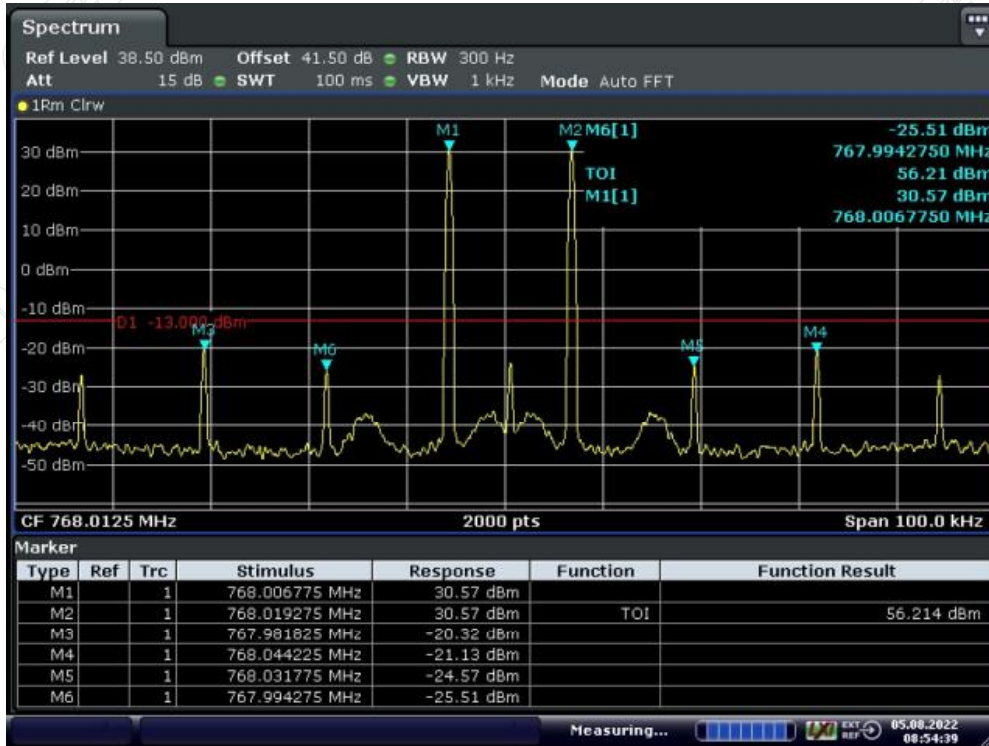 Spectrum
Ref Level 38.50 dBm Offset 41.50 dB RBW 300 Hz
Att 15 dB SWT 100 ms VBW 1 kHz Mode Auto FFT
1Rm Clrw
M1 M2 M6[1] -25.51 dBm
30 dBm 767.9942750 MHz
TOI 56.21 dBm
20 dBm M1[1] 30.57 dBm
10 dBm 768.0067750 MHz
0 dBm
-10 dBm
D1 -13.000 dBm
M3 M4
-20 dBm M6 M5
-30 dBm
-40 dBm
-50 dBm
CF 768.0125 MHz 2000 pts Span 100.0 kHz
Marker
Type Ref Trc Stimulus Response Function Function Result
M1 1 768.006775 MHz 30.57 dBm
M2 1 768.019275 MHz 30.57 dBm TOI 56.214 dBm
M3 1 767.981825 MHz -20.32 dBm
M4 1 768.044225 MHz -21.13 dBm
M5 1 768.031775 MHz -24.57 dBm
M6 1 767.994275 MHz -25.51 dBm
Measuring... LXI EXT REF 05.08.2022
08:54:39